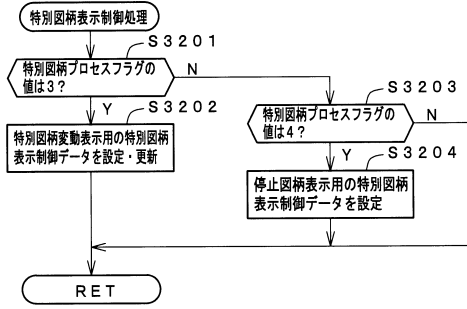 特別図柄表示制御処理
S3201
特別図柄プロセスフラグの
値は3?
N
Y
S3202
特別図柄変動表示用の特別図柄
表示制御データを設定・更新
S3203
特別図柄プロセスフラグの
値は4?
N
Y
S3204
停止図柄表示用の特別図柄
表示制御データを設定
RET